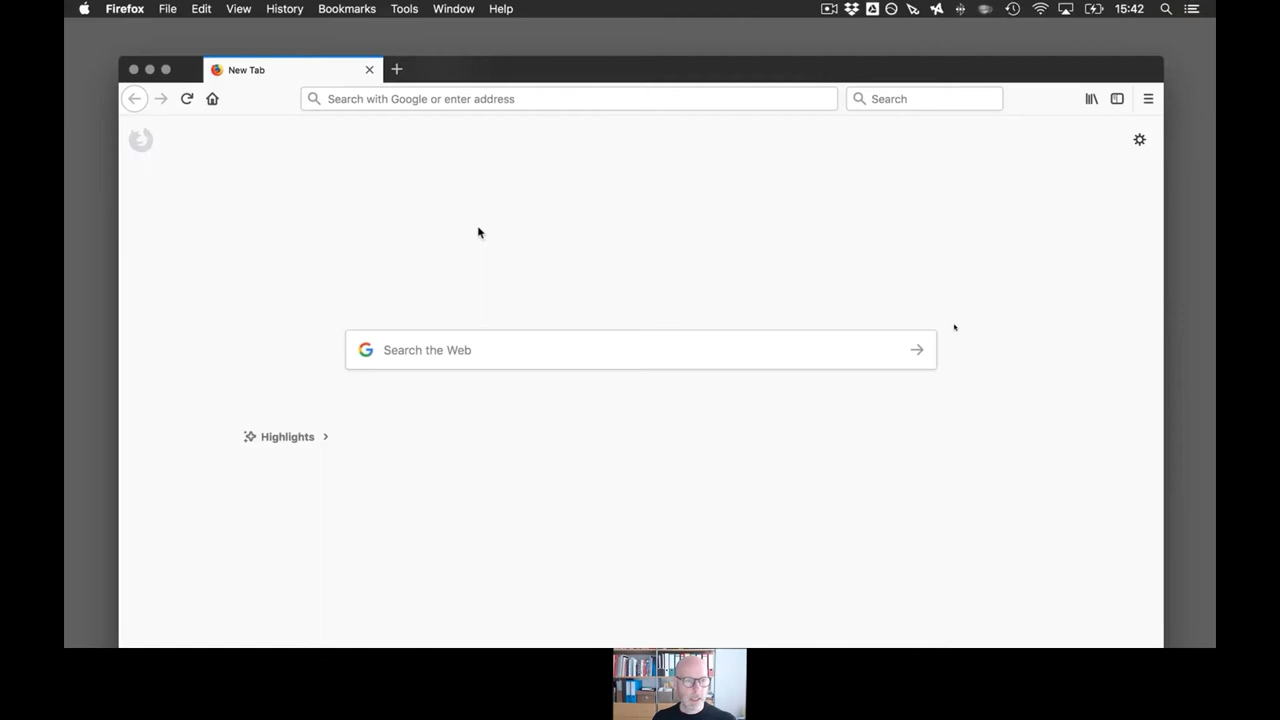 Firefox File Edit View History Bookmarks Tools Window Help 15:42
New Tab
Search with Google or enter address Search
Search the Web
Highlights